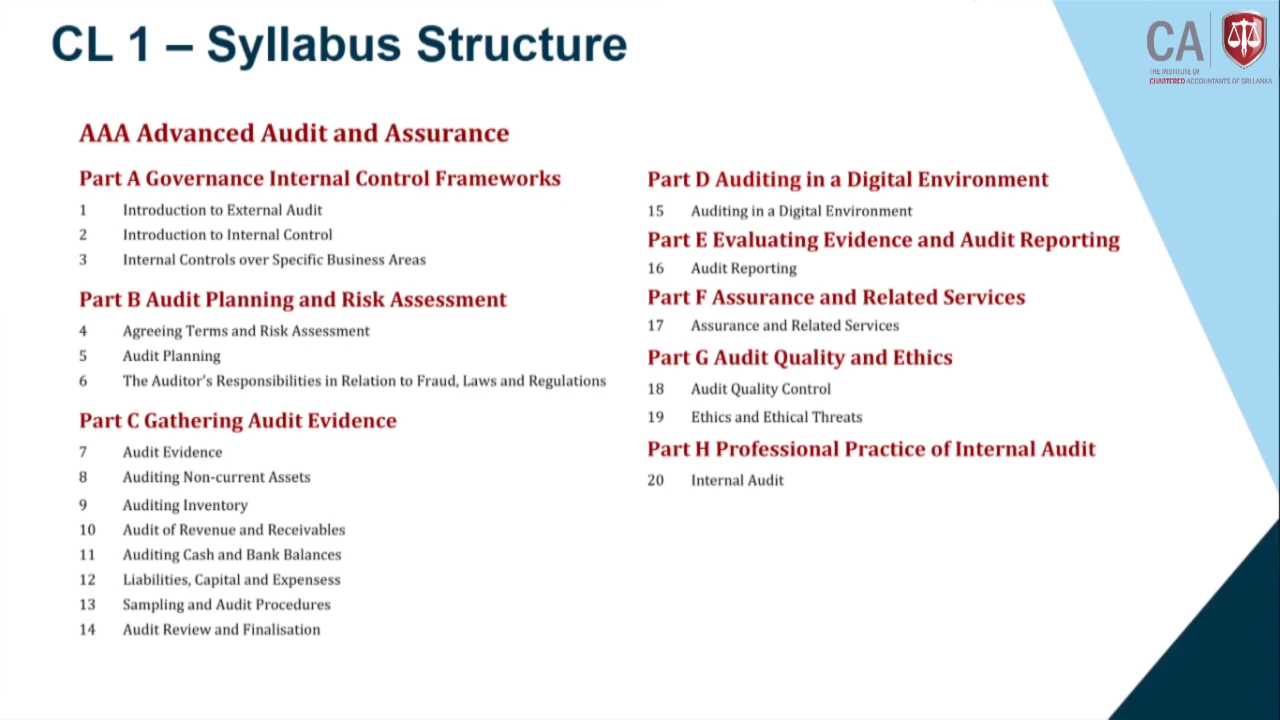 CL 1 – Syllabus Structure
CA
THE INSTITUTE OF
CHARTERED ACCOUNTANTS OF SRI LANKA
AAA Advanced Audit and Assurance
Part A Governance Internal Control Frameworks
1 Introduction to External Audit
2 Introduction to Internal Control
3 Internal Controls over Specific Business Areas
Part B Audit Planning and Risk Assessment
4 Agreeing Terms and Risk Assessment
5 Audit Planning
6 The Auditor's Responsibilities in Relation to Fraud, Laws and Regulations
Part C Gathering Audit Evidence
7 Audit Evidence
8 Auditing Non-current Assets
9 Auditing Inventory
10 Audit of Revenue and Receivables
11 Auditing Cash and Bank Balances
12 Liabilities, Capital and Expensess
13 Sampling and Audit Procedures
14 Audit Review and Finalisation
Part D Auditing in a Digital Environment
15 Auditing in a Digital Environment
Part E Evaluating Evidence and Audit Reporting
16 Audit Reporting
Part F Assurance and Related Services
17 Assurance and Related Services
Part G Audit Quality and Ethics
18 Audit Quality Control
19 Ethics and Ethical Threats
Part H Professional Practice of Internal Audit
20 Internal Audit